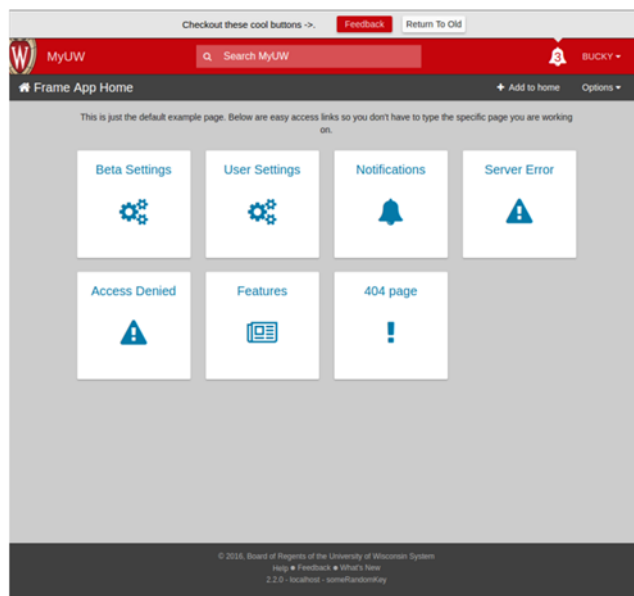 Checkout these cool buttons ->. Feedback Return To Old
W MyUW Search MyUW 3 BUCKY
Frame App Home + Add to home Options
This is just the default example page. Below are easy access links so you don't have to type the specific page you are working
on.
Beta Settings User Settings Notifications Server Error
Access Denied Features 404 page
© 2016, Board of Regents of the University of Wisconsin System
Help ■ Feedback ■ What's New
2.2.0 - localhost - someRandomKey